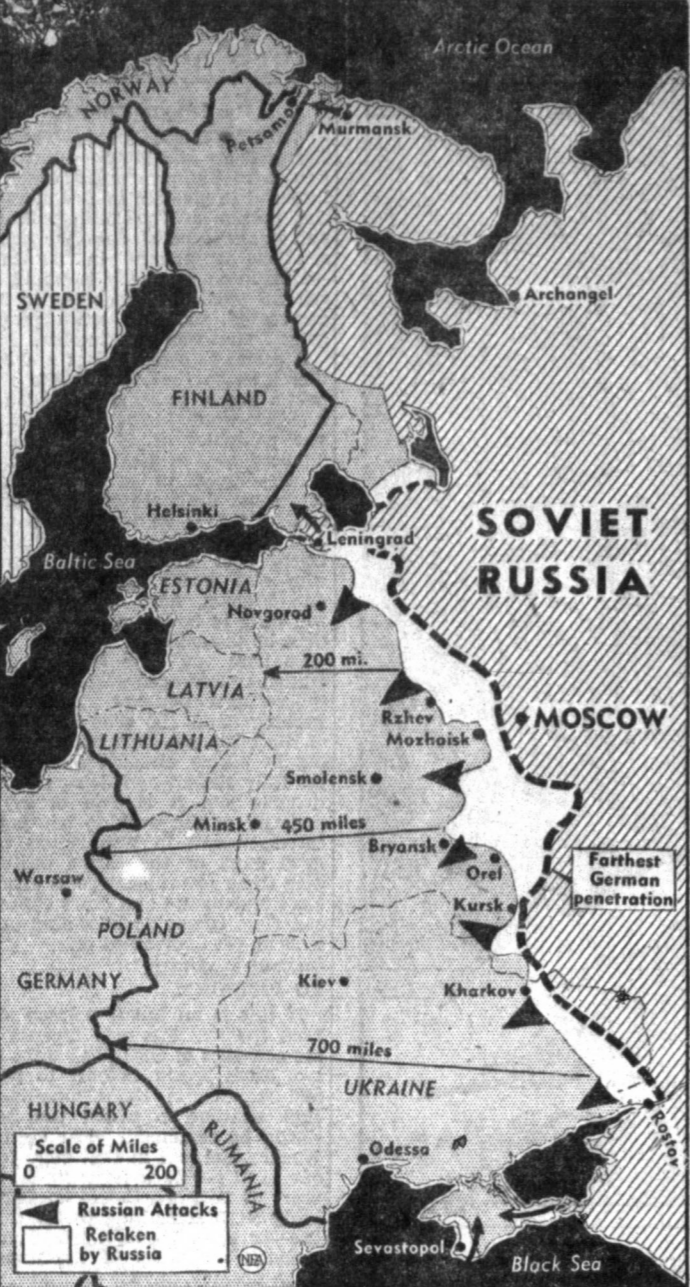 Arctic Ocean
NORWAY
Petsamo
Murmansk
SWEDEN
Archangel
FINLAND
Helsinki
Leningrad
SOVIET
RUSSIA
Baltic Sea
ESTONIA
Novgorod
200 mi.
LATVIA
Rzhev
MOSCOW
Mozhaisk
LITHUANIA
Smolensk
Minsk
450 miles
Bryansk
Orel
Farthest
German
penetration
Warsaw
Kursk
POLAND
GERMANY
Kiev
Kharkov
700 miles
UKRAINE
HUNGARY
RUMANIA
Rostov
Scale of Miles
0 200
Odessa
Russian Attacks
Retaken
by Russia
NEA
Sevastopol
Black Sea